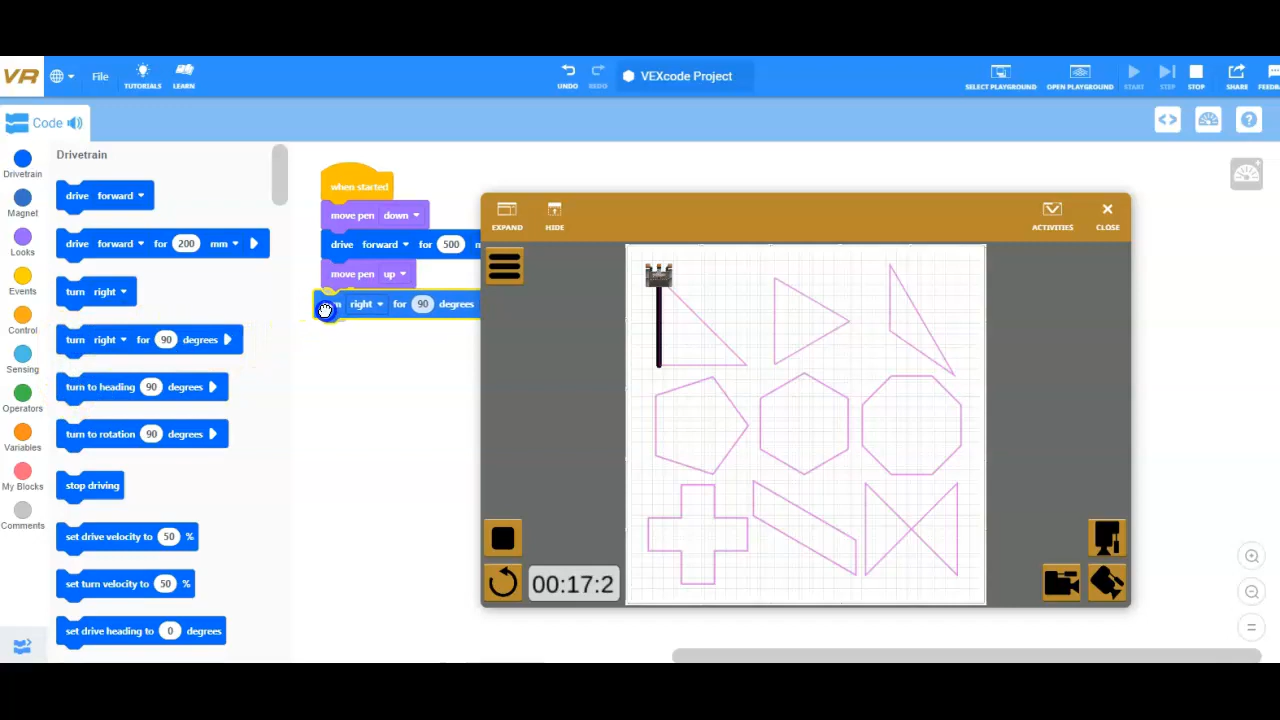 VR
File
TUTORIALS
LEARN
UNDO
REDO
VEXcode Project
SELECT PLAYGROUND
OPEN PLAYGROUND
START
STEP
STOP
SHARE
FEEDBA
Code
Drivetrain
Magnet
Looks
Events
Control
Sensing
Operators
Variables
My Blocks
Comments
Drivetrain
drive forward
drive forward for 200 mm
turn right
turn right for 90 degrees
turn to heading 90 degrees
turn to rotation 90 degrees
stop driving
set drive velocity to 50 %
set turn velocity to 50 %
set drive heading to 0 degrees
when started
move pen down
drive forward for 500
move pen up
right for 90 degrees
EXPAND
HIDE
ACTIVITIES
CLOSE
00:17:2